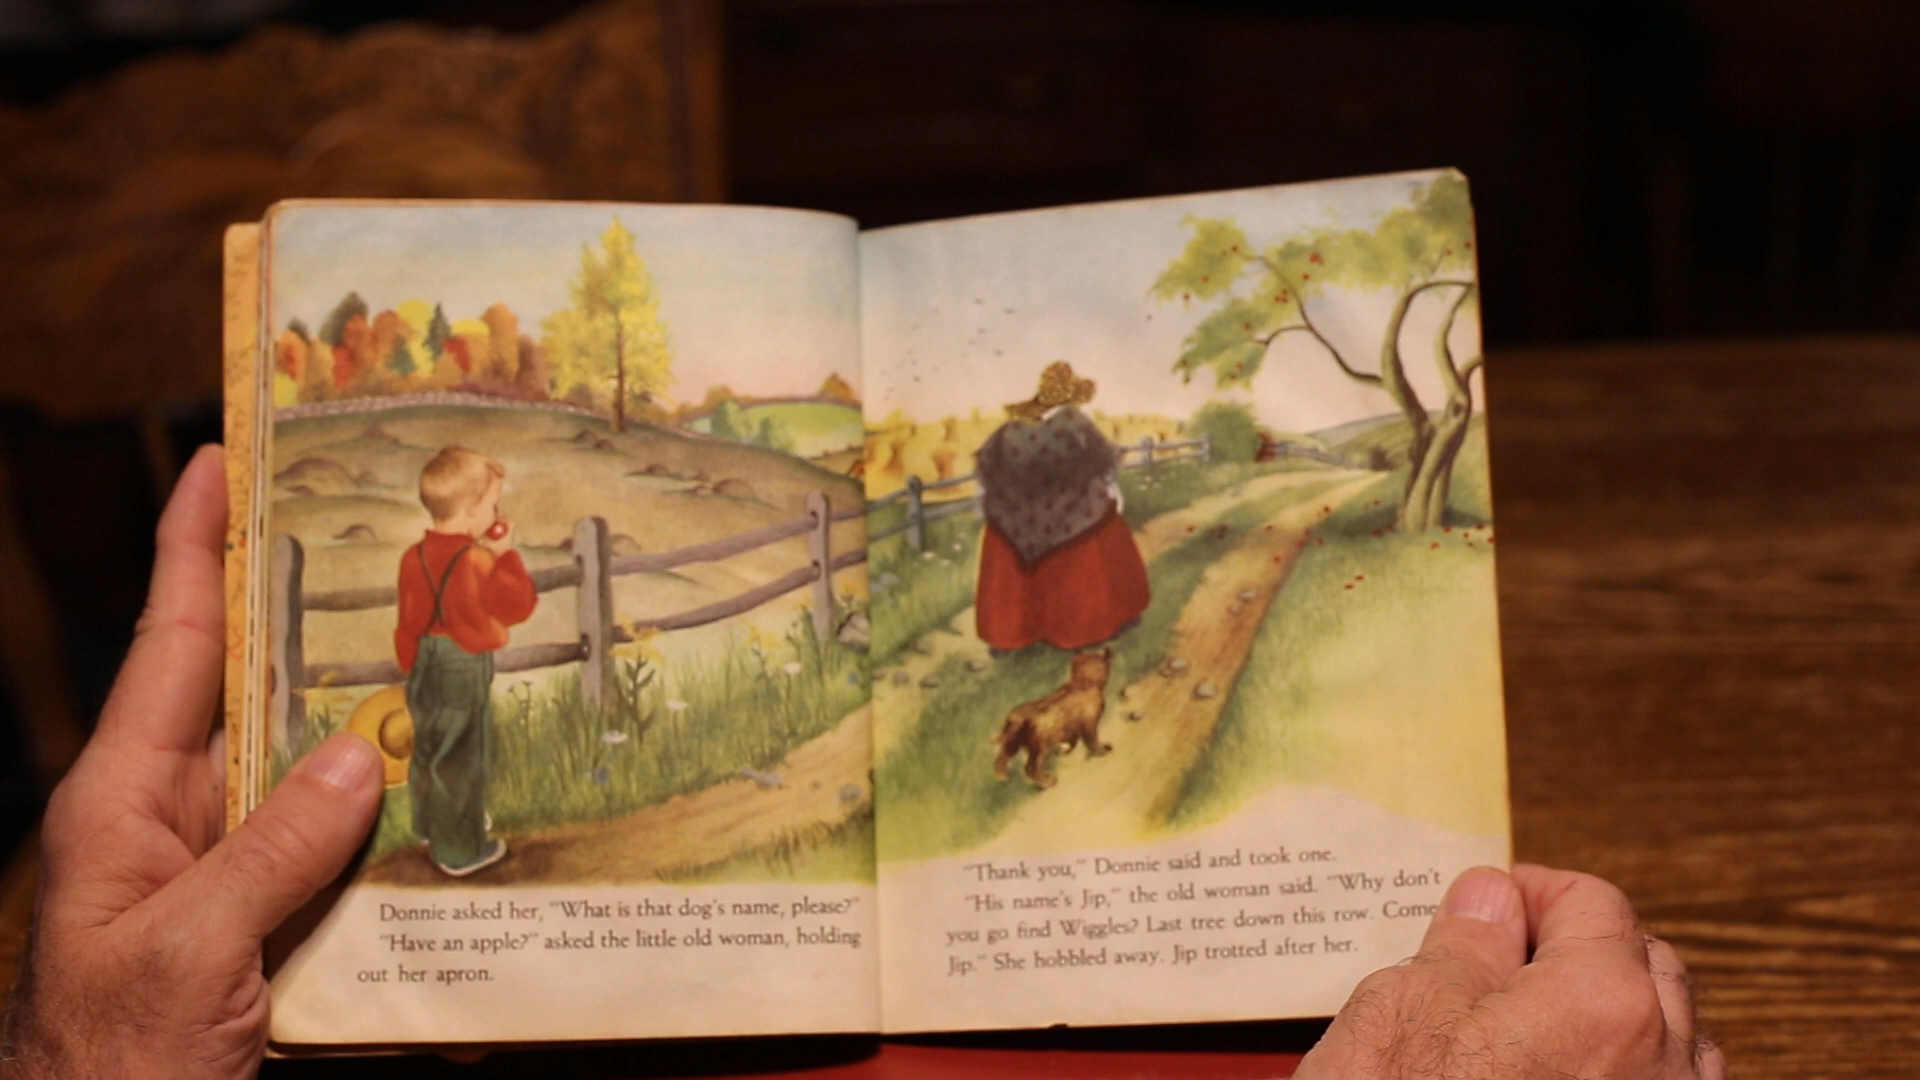 Donnie asked her, "What is that dog's name, please?"
"Have an apple?" asked the little old woman, holding
out her apron.
"Thank you," Donnie said and took one.
"His name's Jip," the old woman said. "Why don't
you go find Wiggles? Last tree down this row. Come,
Jip." She hobbled away. Jip trotted after her.